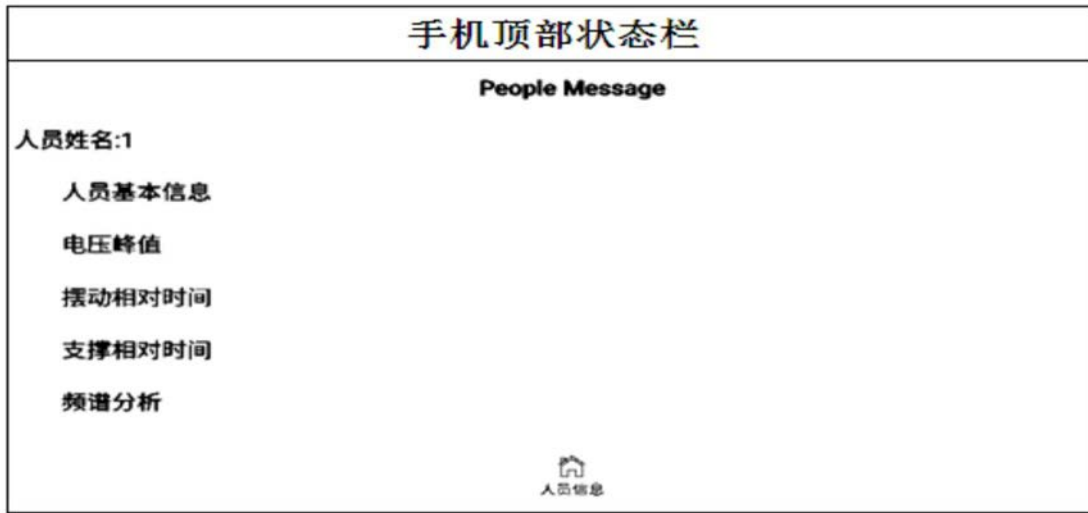 手机顶部状态栏
People Message
人员姓名:1
人员基本信息
电压峰值
摆动相对时间
支撑相对时间
频谱分析
人员信息